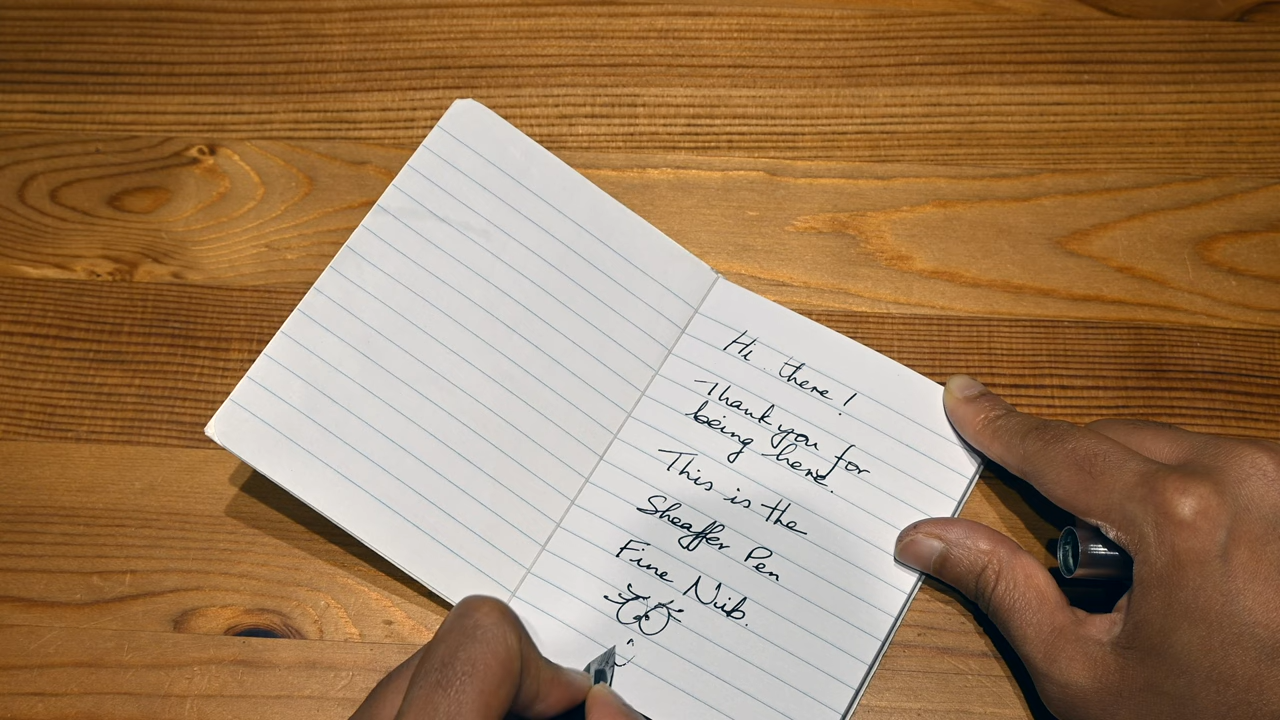 Hi there!
Thank you for
being here.
This is the
Sheaffer Pen
Fine Nib.